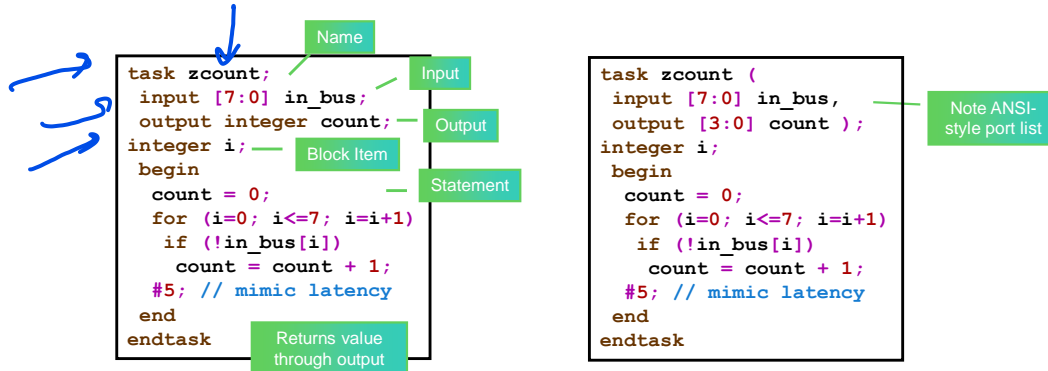 Name
task zcount;
Input
input [7:0] in_bus;
output integer count;
Output
integer i;
Block Item
begin
Statement
count = 0;
for (i=0; i<=7; i=i+1)
if (!in_bus[i])
count = count + 1;
#5; // mimic latency
end
endtask
Returns value
through output
task zcount (
input [7:0] in_bus,
output [3:0] count );
Note ANSI-
style port list
integer i;
begin
count = 0;
for (i=0; i<=7; i=i+1)
if (!in_bus[i])
count = count + 1;
#5; // mimic latency
end
endtask